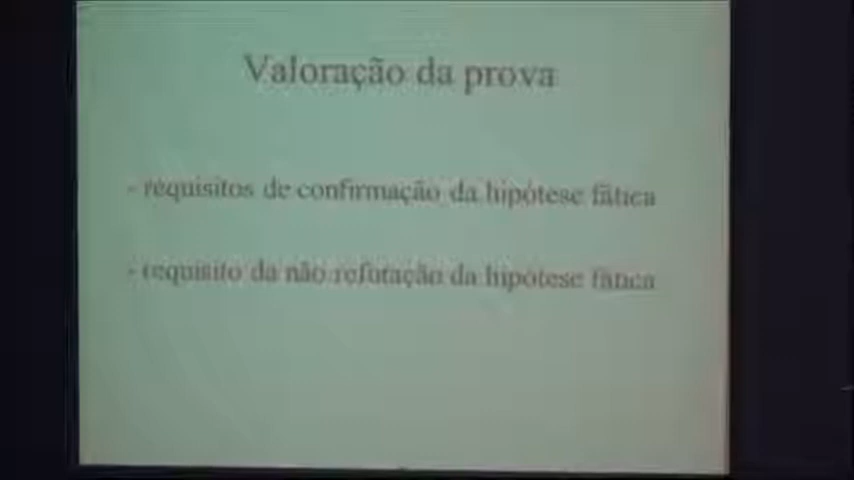 Valoração da prova
- requisitos de confirmação da hipótese fática
- requisito da não refutação da hipótese fática